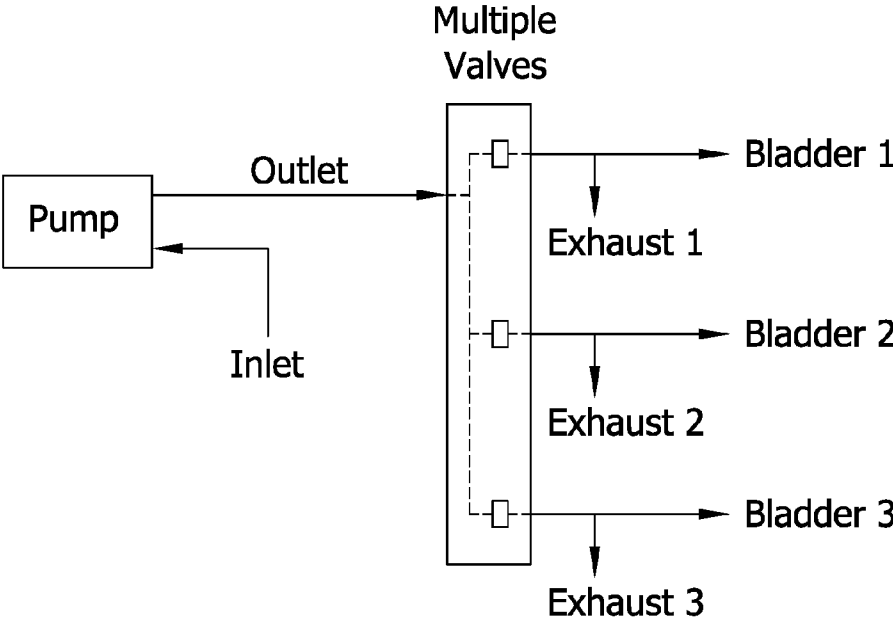 Multiple
Valves
Outlet
Pump
Inlet
Bladder 1
Exhaust 1
Bladder 2
Exhaust 2
Bladder 3
Exhaust 3